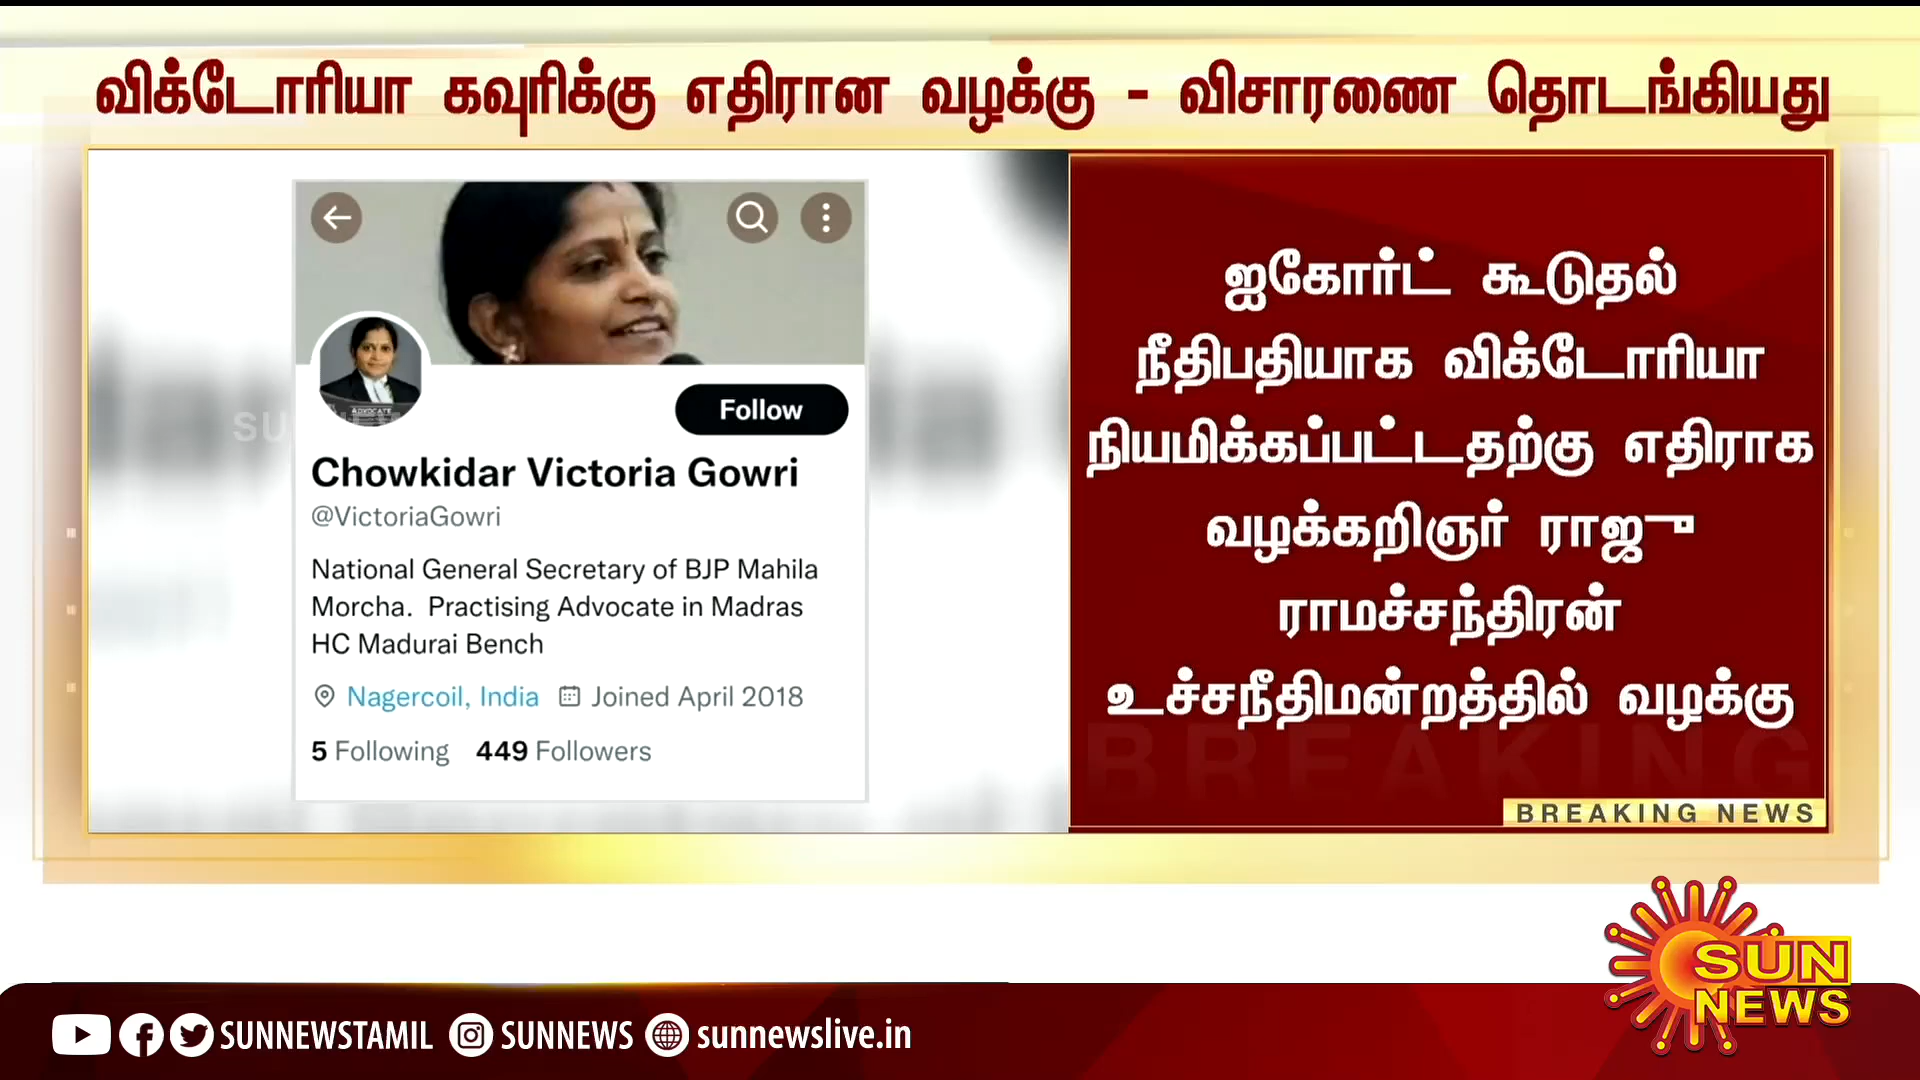 விக்டோரியா கவுரிக்கு எதிரான வழக்கு - விசாரணை தொடங்கியது
Follow
ADVOCATE
Chowkidar Victoria Gowri
@VictoriaGowri
National General Secretary of BJP Mahila
Morcha. Practising Advocate in Madras
HC Madurai Bench
Nagercoil, India Joined April 2018
5 Following 449 Followers
ஐகோர்ட் கூடுதல்
நீதிபதியாக விக்டோரியா
நியமிக்கப்பட்டதற்கு எதிராக
வழக்கறிஞர் ராஜு
ராமச்சந்திரன்
உச்சநீதிமன்றத்தில் வழக்கு
BREAKING
BREAKING NEWS
SUN
NEWS
SUNNEWSTAMIL SUNNEWS sunnewslive.in